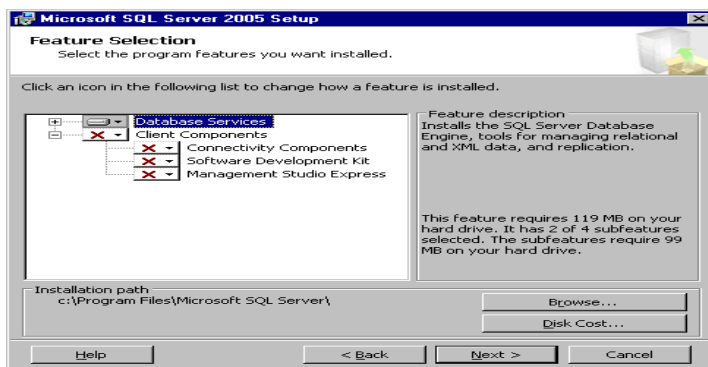 Microsoft SQL Server 2005 Setup
Feature Selection
Select the program features you want installed.
Click an icon in the following list to change how a feature is installed.
Database Services
Client Components
Connectivity Components
Software Development Kit
Management Studio Express
Feature description
Installs the SQL Server Database
Engine, tools for managing relational
and XML data, and replication.
This feature requires 119 MB on your
hard drive. It has 2 of 4 subfeatures
selected. The subfeatures require 99
MB on your hard drive.
Installation path
c:\Program Files\Microsoft SQL Server\
Browse...
Disk Cost...
Help
< Back
Next >
Cancel